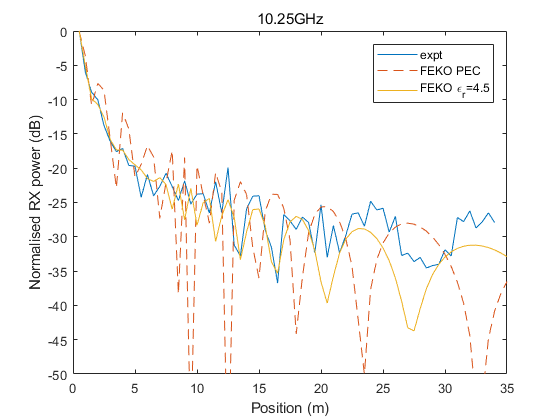 10.25GHz
expt
FEKO PEC
FEKO ϵr=4.5
Normalised RX power (dB)
0
-5
-10
-15
-20
-25
-30
-35
-40
-45
-50
0 5 10 15 20 25 30 35
Position (m)